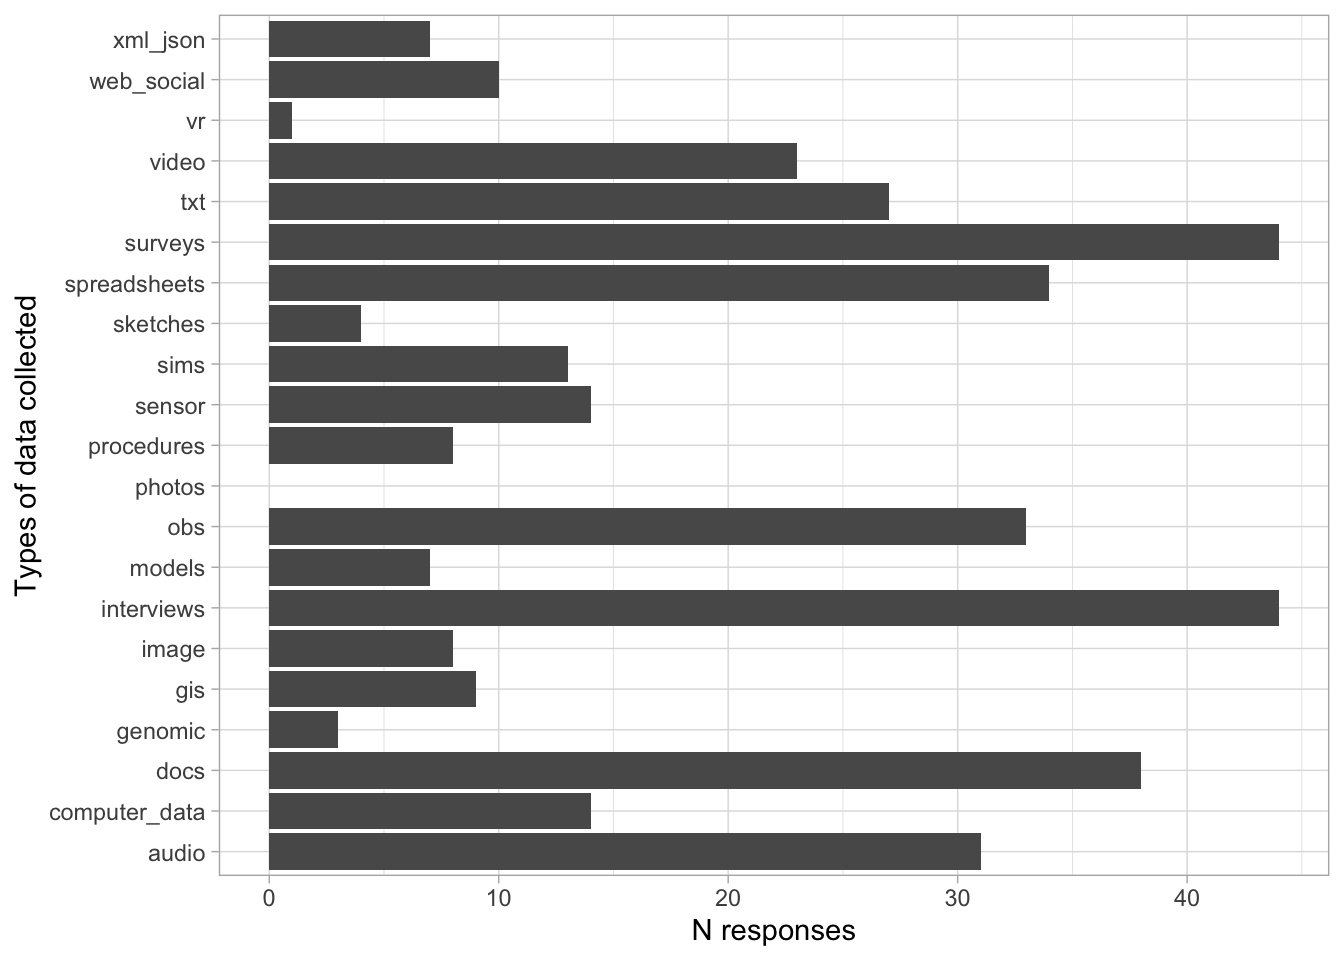 xml_json
web_social
vr
video
txt
surveys
spreadsheets
sketches
sims
sensor
procedures
photos
obs
models
interviews
image
gis
genomic
docs
computer_data
audio
Types of data collected
0 10 20 30 40
N responses